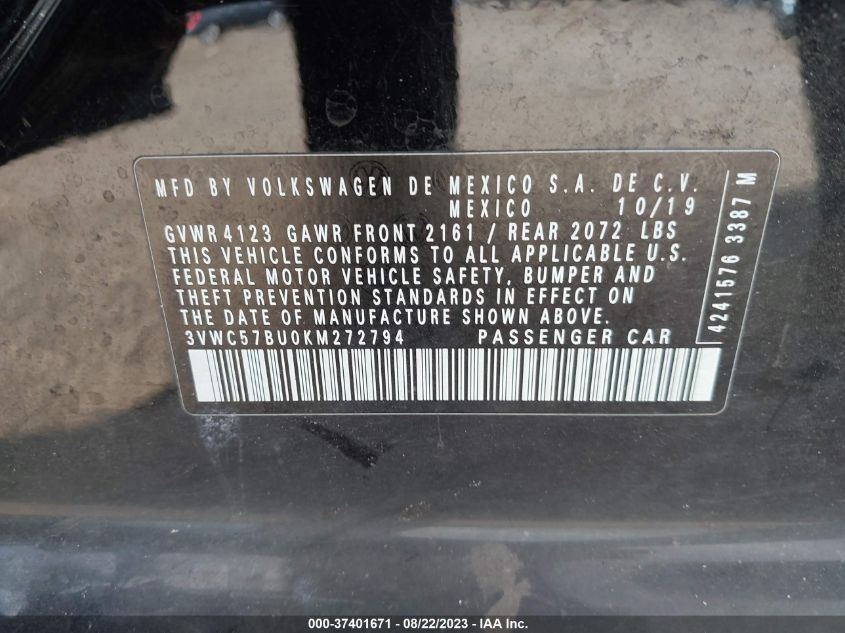 MFD BY VOLKSWAGEN DE MEXICO S.A. DE C.V.
MEXICO 10/19
GVWR 4123 GAWR FRONT 2161 / REAR 2072 LBS
THIS VEHICLE CONFORMS TO ALL APPLICABLE U.S.
FEDERAL MOTOR VEHICLE SAFETY, BUMPER AND
THEFT PREVENTION STANDARDS IN EFFECT ON
THE DATE OF MANUFACTURE SHOWN ABOVE.
3VWC57BU0KM272794 PASSENGER CAR
4241576 3387 M
000-37401671 - 08/22/2023 - IAA Inc.